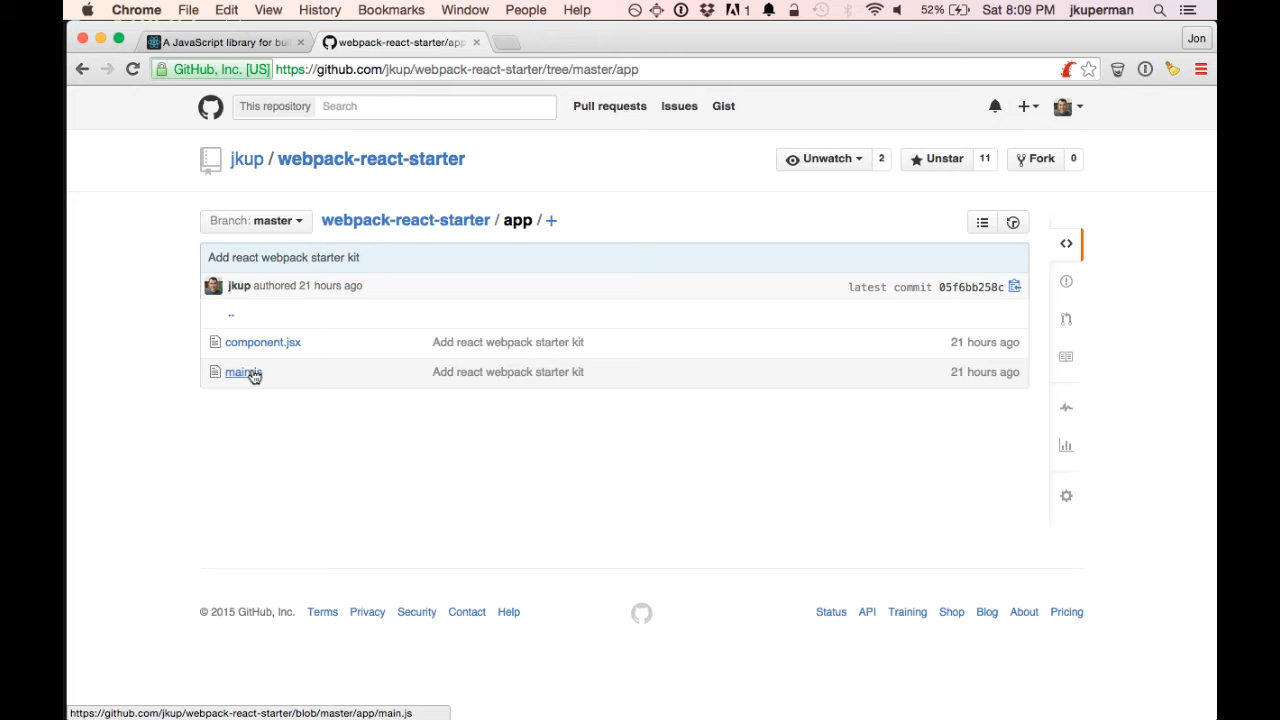 Chrome File Edit View History Bookmarks Window People Help 1 52% Sat 8:09 PM jkuperman
A JavaScript library for bui webpack-react-starter/app Jon
GitHub, Inc. [US] https://github.com/jkup/webpack-react-starter/tree/master/app
This repository Search Pull requests Issues Gist
jkup / webpack-react-starter Unwatch 2 Unstar 11 Fork 0
Branch: master webpack-react-starter / app / +
Add react webpack starter kit
jkup authored 21 hours ago latest commit 05f6bb258c
..
component.jsx Add react webpack starter kit 21 hours ago
main.js Add react webpack starter kit 21 hours ago
© 2015 GitHub, Inc. Terms Privacy Security Contact Help Status API Training Shop Blog About Pricing
https://github.com/jkup/webpack-react-starter/blob/master/app/main.js